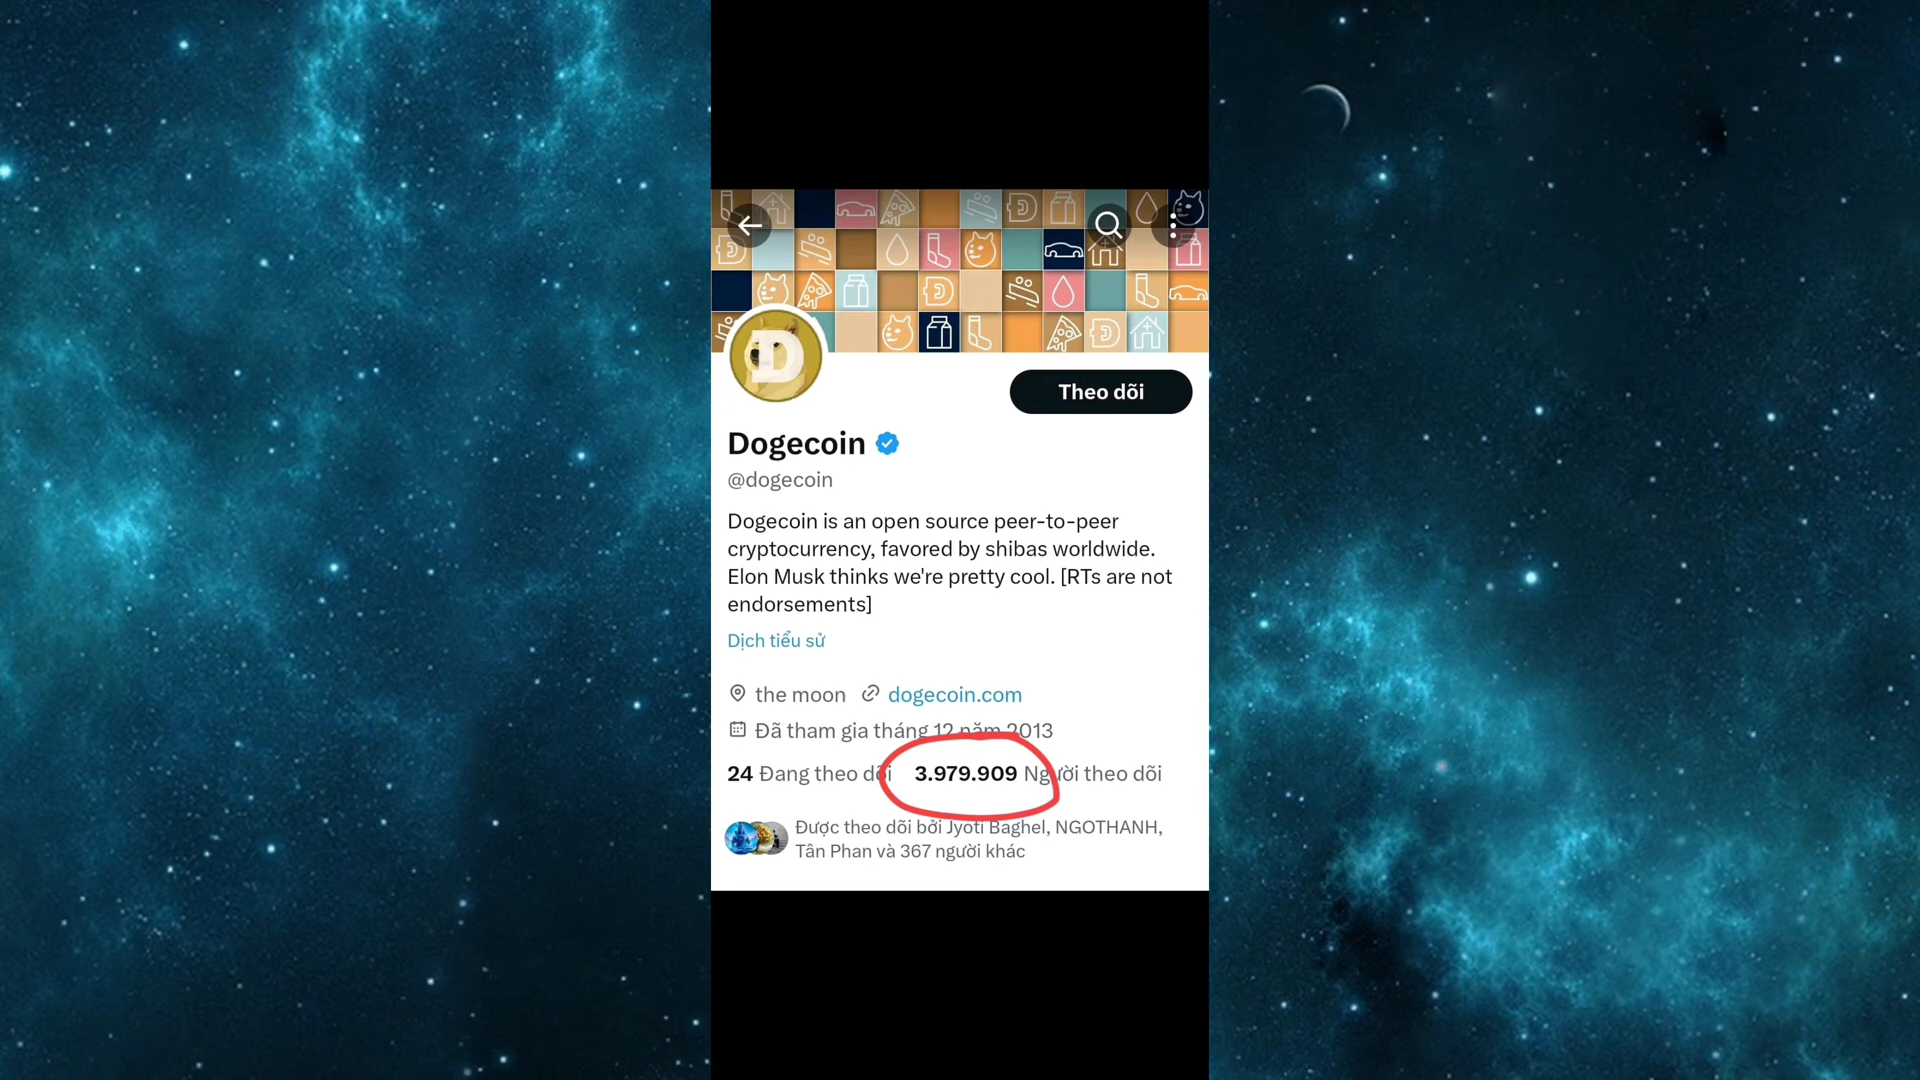 Theo dõi
Dogecoin
@dogecoin
Dogecoin is an open source peer-to-peer
cryptocurrency, favored by shibas worldwide.
Elon Musk thinks we're pretty cool. [RTs are not
endorsements]
Dịch tiểu sử
the moon dogecoin.com
Đã tham gia tháng 12 năm 2013
24 Đang theo dõi 3.979.909 Người theo dõi
Được theo dõi bởi Jyoti Baghel, NGOTHANH,
Tân Phan và 367 người khác